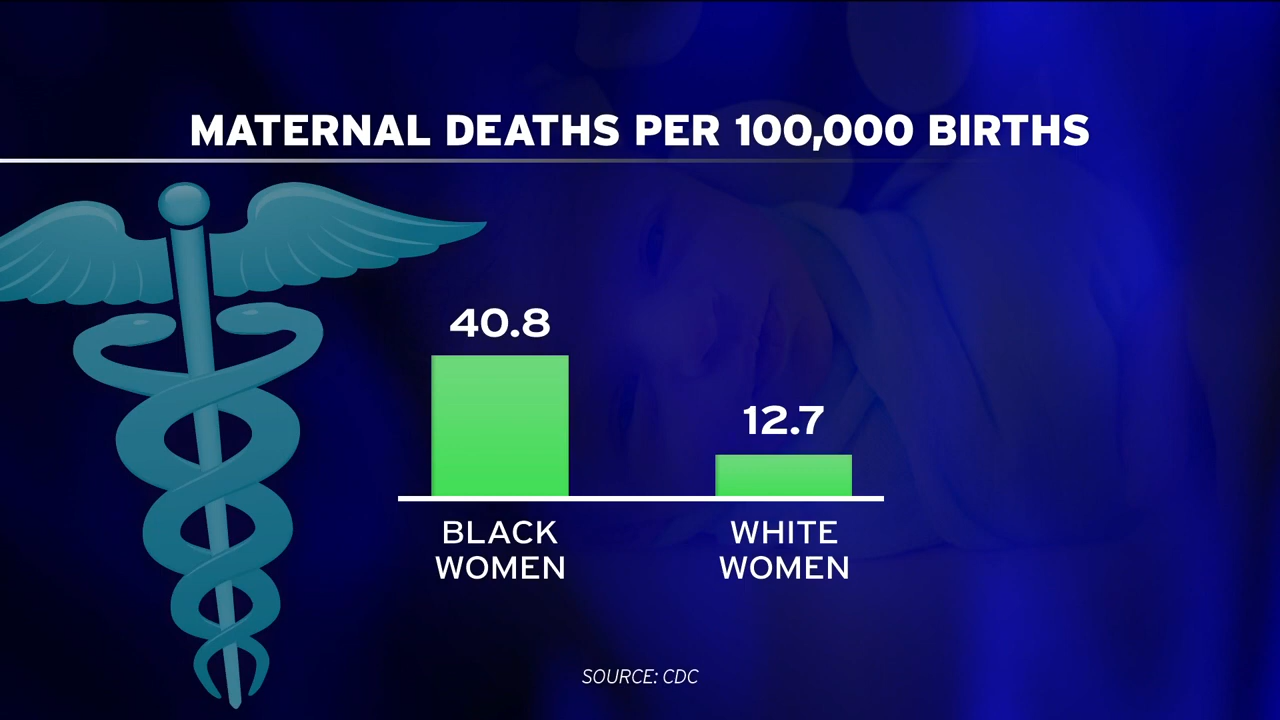 MATERNAL DEATHS PER 100,000 BIRTHS
40.8
12.7
BLACK
WOMEN
WHITE
WOMEN
SOURCE: CDC